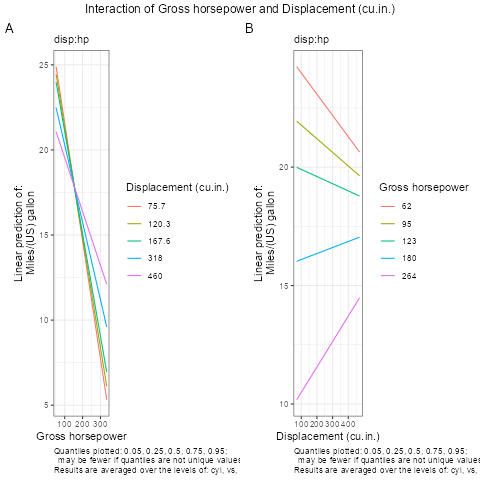 Interaction of Gross horsepower and Displacement (cu.in.)
A
disp:hp
25
20
15
10
5
Linear prediction of:
Miles/(US) gallon
100 200 300
Gross horsepower
Displacement (cu.in.)
75.7
120.3
167.6
318
460
Quantiles plotted: 0.05, 0.25, 0.5, 0.75, 0.95;
may be fewer if quantiles are not unique values
Results are averaged over the levels of: cyl, vs,
B
disp:hp
20
15
10
Linear prediction of:
Miles/(US) gallon
100 200 300 400
Displacement (cu.in.)
Gross horsepower
62
95
123
180
264
Quantiles plotted: 0.05, 0.25, 0.5, 0.75, 0.95;
may be fewer if quantiles are not unique values
Results are averaged over the levels of: cyl, vs,